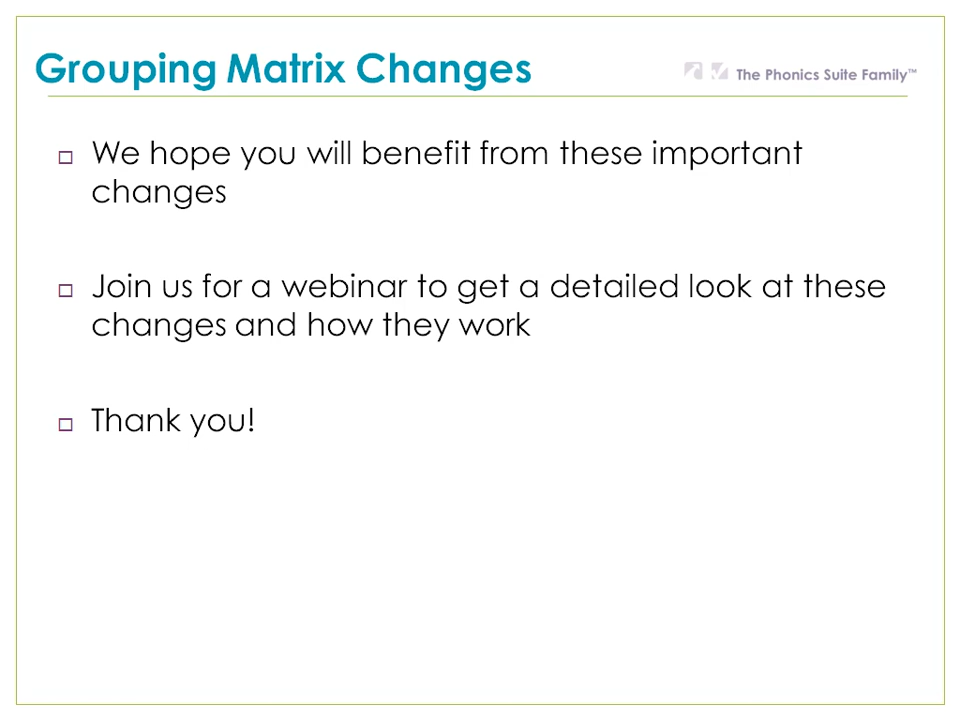 Grouping Matrix Changes
The Phonics Suite Family™
We hope you will benefit from these important
changes
Join us for a webinar to get a detailed look at these
changes and how they work
Thank you!